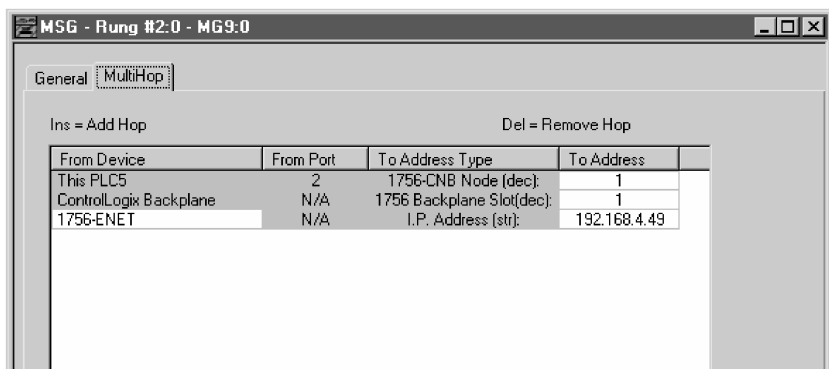 MSG - Rung #2:0 - MG9:0
General MultiHop
Ins = Add Hop Del = Remove Hop
From Device From Port To Address Type To Address
This PLC5 2 1756-CNB Node (dec): 1
ControlLogix Backplane N/A 1756 Backplane Slot(dec): 1
1756-ENET N/A I.P. Address (str): 192.168.4.49